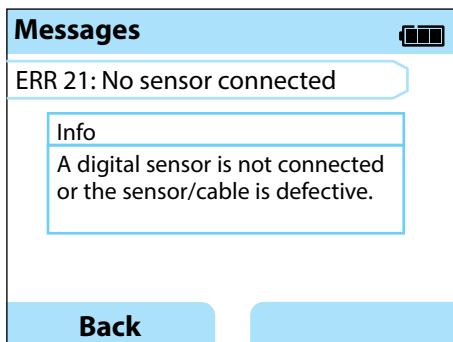 Messages
ERR 21: No sensor connected
Info
A digital sensor is not connected
or the sensor/cable is defective.
Back